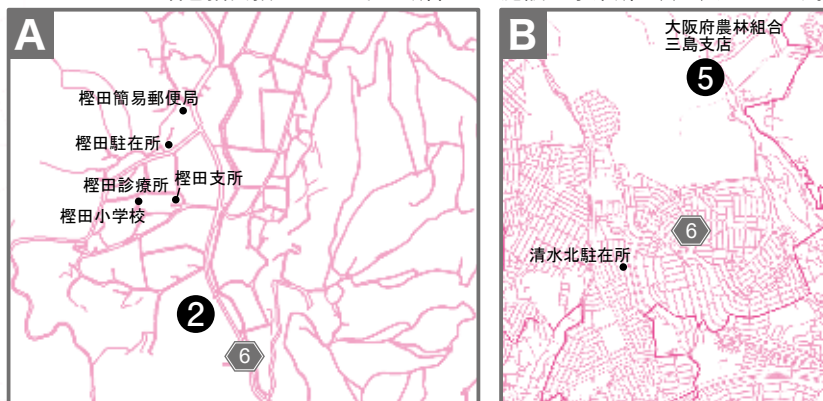 A
樫田簡易郵便局
樫田駐在所
樫田診療所
樫田支所
樫田小学校
2
6
B
大阪府農林組合
三島支店
5
6
清水北駐在所